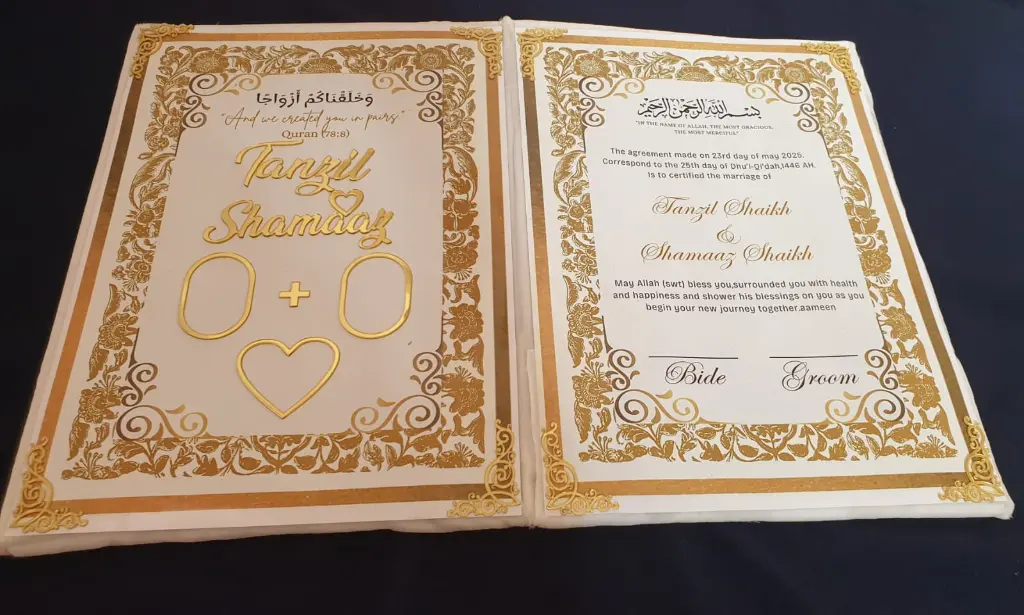 وَخَلَقْنَاكُمْ أَزْوَاجًا
"And we created you in pairs"
Quran (78:8)
Tanzil
Shamaaz
+
بسم الله الرحمن الرحيم
"IN THE NAME OF ALLAH, THE MOST GRACIOUS,
THE MOST MERCIFUL"
The agreement made on 23rd day of may 2025.
Correspond to the 25th day of Dhu'l-Qi'dah,1446 AH.
Is to certified the marriage of
Tanzil Shaikh
&
Shamaaz Shaikh
May Allah (swt) bless you,surrounded you with health
and happiness and shower his blessings on you as you
begin your new journey together.aameen
Bide
Groom